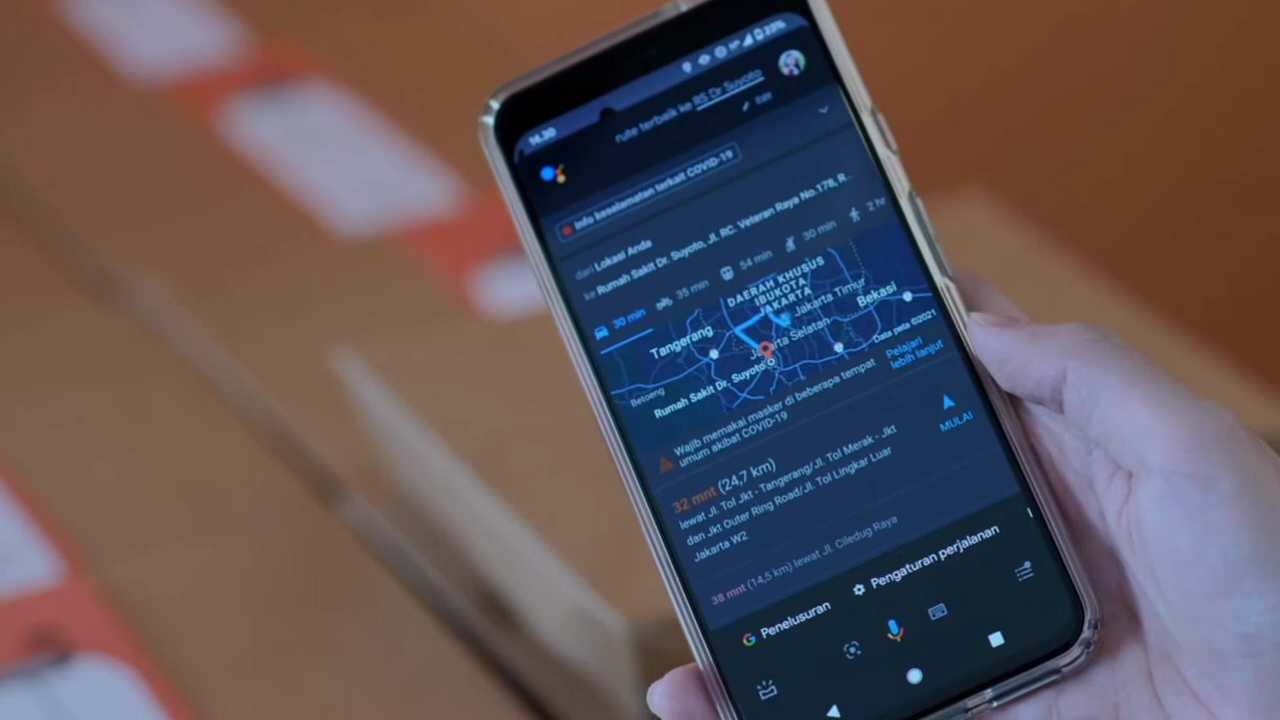 14.30
22%
rute terbaik ke RS Dr Suyoto
Edit
Info keselamatan terkait COVID-19
dari Lokasi Anda
ke Rumah Sakit Dr. Suyoto, Jl. RC. Veteran Raya No.178, R...
30 min 35 min 54 min 30 min 2 hr
DAERAH KHUSUS
IBUKOTA
JAKARTA
Jakarta Timur
Bekasi
Tangerang
Jakarta Selatan
Data peta ©2021
Betoeng
Rumah Sakit Dr. Suyoto
Wajib memakai masker di beberapa tempat
umum akibat COVID-19
Pelajari
lebih lanjut
32 mnt (24,7 km)
lewat Jl. Tol Jkt - Tangerang/Jl. Tol Merak - Jkt
dan Jkt Outer Ring Road/Jl. Tol Lingkar Luar
Jakarta W2
MULAI
38 mnt (14,5 km) lewat Jl. Ciledug Raya
Penelusuran
Pengaturan perjalanan